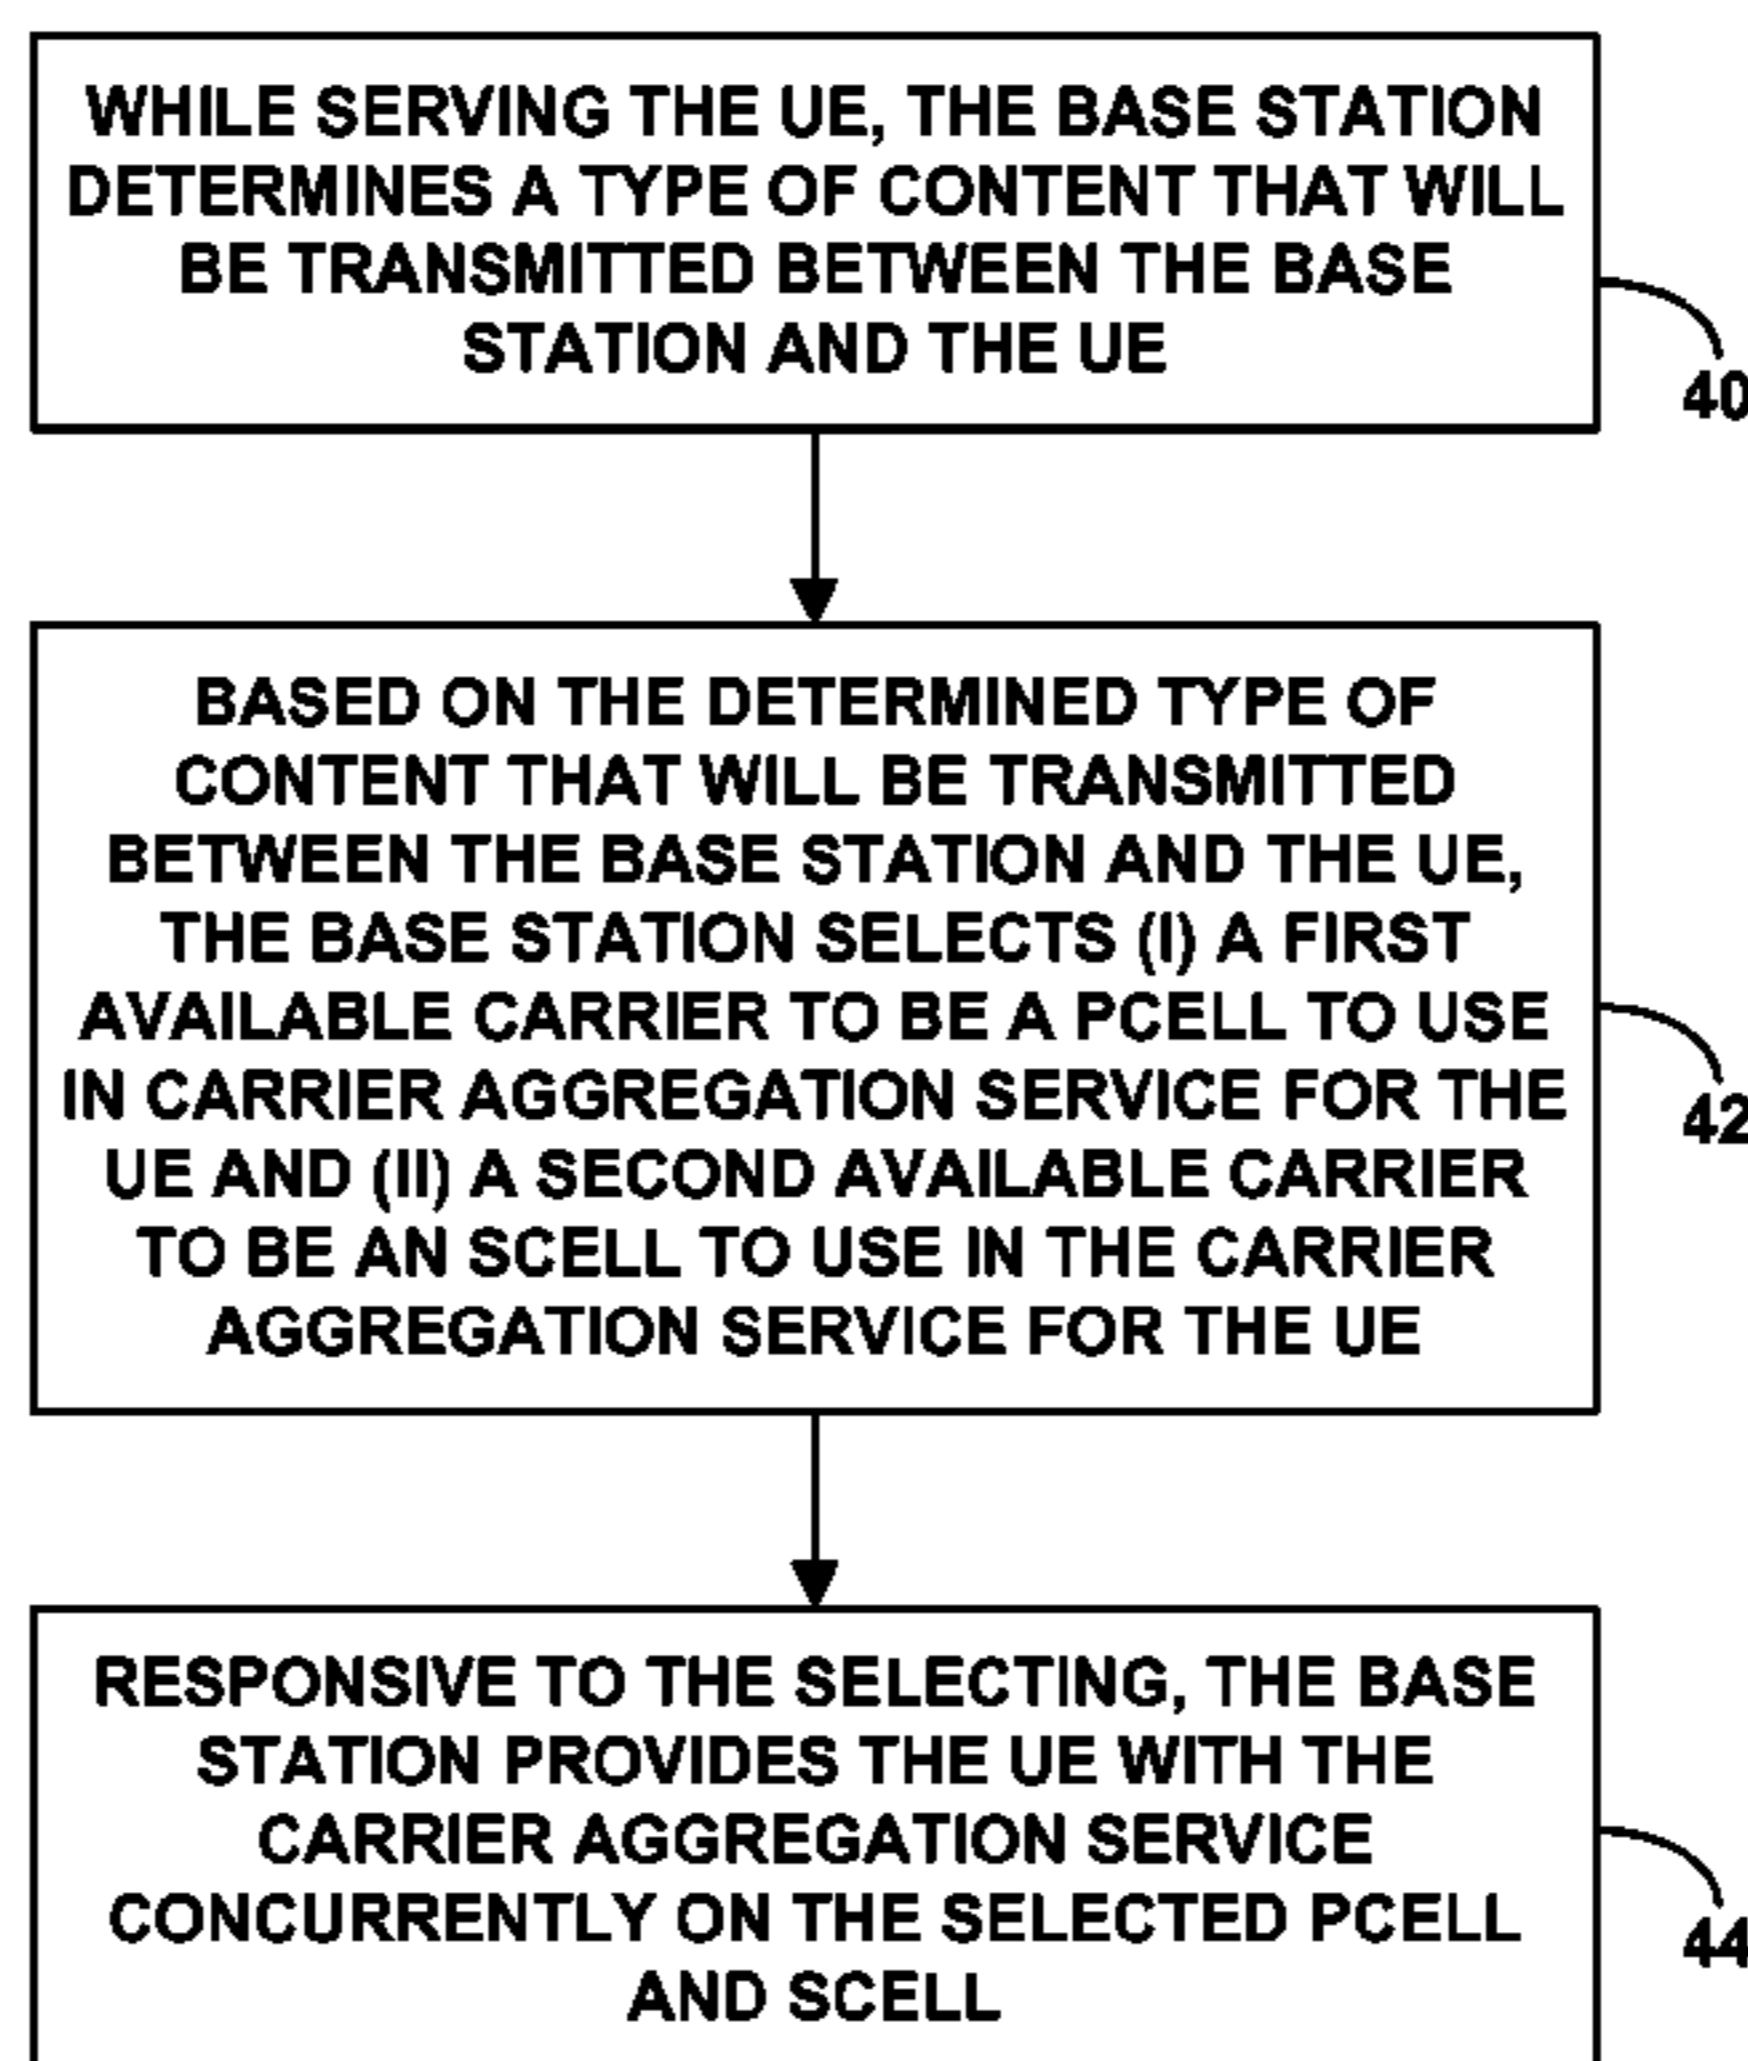 WHILE SERVING THE UE, THE BASE STATION
DETERMINES A TYPE OF CONTENT THAT WILL
BE TRANSMITTED BETWEEN THE BASE
STATION AND THE UE
40
BASED ON THE DETERMINED TYPE OF
CONTENT THAT WILL BE TRANSMITTED
BETWEEN THE BASE STATION AND THE UE,
THE BASE STATION SELECTS (I) A FIRST
AVAILABLE CARRIER TO BE A PCELL TO USE
IN CARRIER AGGREGATION SERVICE FOR THE
UE AND (II) A SECOND AVAILABLE CARRIER
TO BE AN SCELL TO USE IN THE CARRIER
AGGREGATION SERVICE FOR THE UE
42
RESPONSIVE TO THE SELECTING, THE BASE
STATION PROVIDES THE UE WITH THE
CARRIER AGGREGATION SERVICE
CONCURRENTLY ON THE SELECTED PCELL
AND SCELL
44